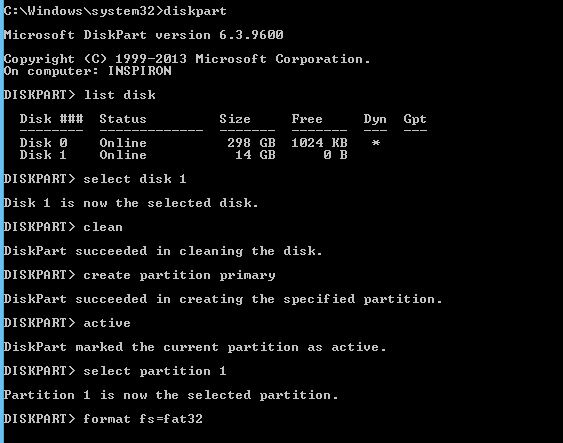 C:\Windows\system32>diskpart
Microsoft DiskPart version 6.3.9600
Copyright (C) 1999-2013 Microsoft Corporation.
On computer: INSPIRON
DISKPART> list disk
  Disk ###  Status         Size     Free     Dyn  Gpt
  --------  -------------  -------  -------  ---  ---
  Disk 0    Online          298 GB  1024 KB   *
  Disk 1    Online           14 GB      0 B
DISKPART> select disk 1
Disk 1 is now the selected disk.
DISKPART> clean
DiskPart succeeded in cleaning the disk.
DISKPART> create partition primary
DiskPart succeeded in creating the specified partition.
DISKPART> active
DiskPart marked the current partition as active.
DISKPART> select partition 1
Partition 1 is now the selected partition.
DISKPART> format fs=fat32